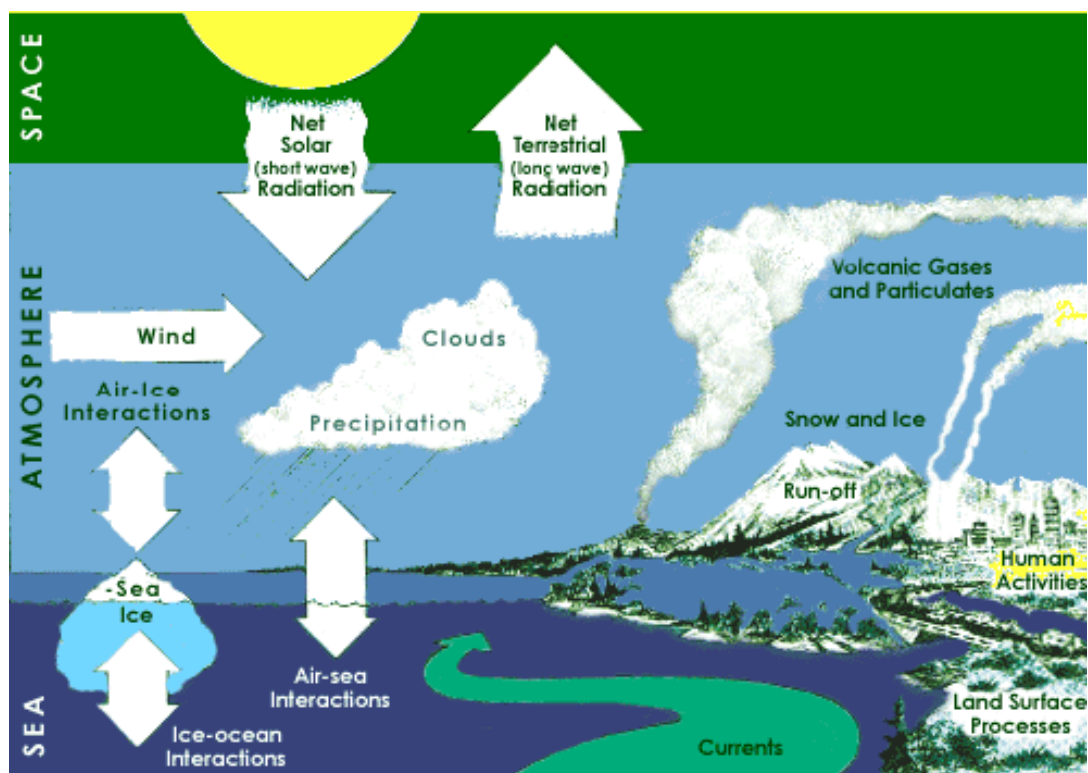 SPACE
Net
Solar
(short wave)
Radiation
Net
Terrestrial
(long wave)
Radiation
ATMOSPHERE
Volcanic Gases
and Particulates
Wind
Clouds
Air-Ice
Interactions
Precipitation
Snow and Ice
Run-off
Human
Activities
-Sea
Ice
Air-sea
Interactions
SEA
Ice-ocean
Interactions
Land Surface
Processes
Currents